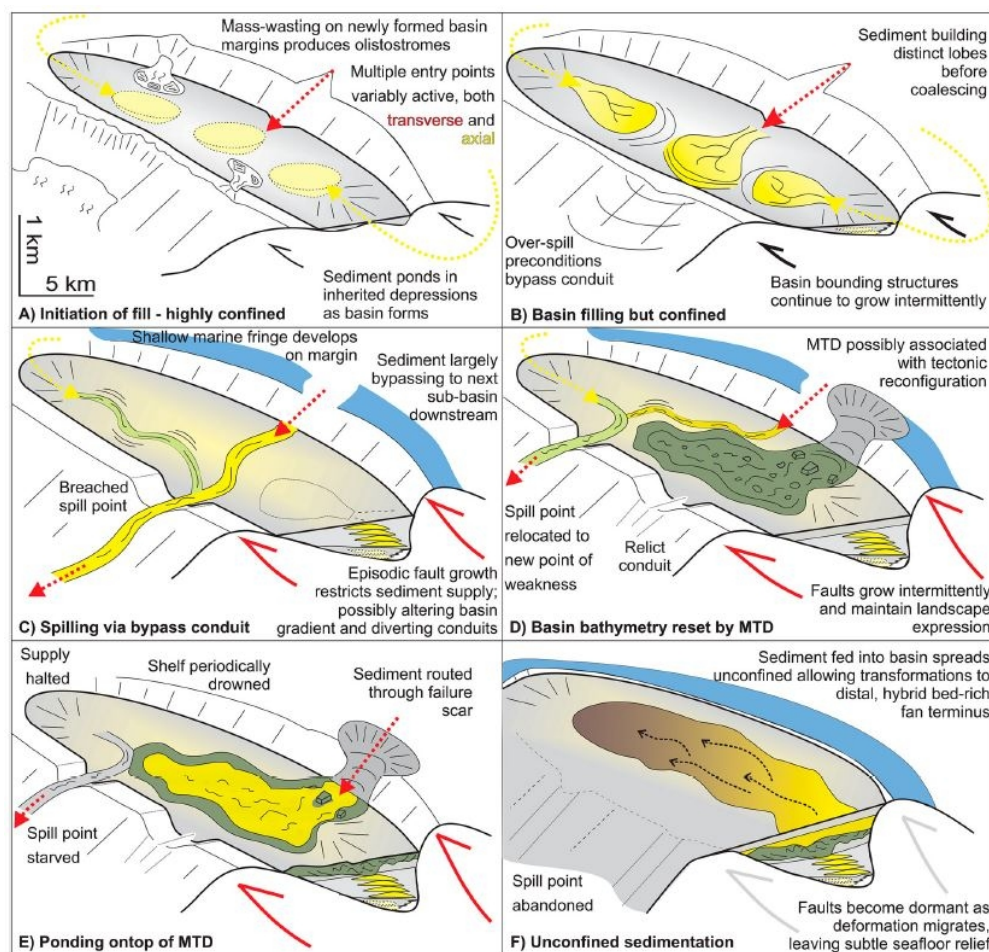 Mass-wasting on newly formed basin
margins produces olistostromes
Multiple entry points
variably active, both
transverse and
axial
1 km
5 km
Sediment ponds in
inherited depressions
as basin forms
A) Initiation of fill - highly confined
Sediment building
distinct lobes
before
coalescing
Over-spill
preconditions
bypass conduit
Basin bounding structures
continue to grow intermittently
B) Basin filling but confined
Shallow marine fringe develops
on margin
Sediment largely
bypassing to next
sub-basin
downstream
Breached
spill point
Episodic fault growth
restricts sediment supply;
possibly altering basin
gradient and diverting conduits
C) Spilling via bypass conduit
MTD possibly associated
with tectonic
reconfiguration
Spill point
relocated to
new point of
weakness
Relict
conduit
Faults grow intermittently
and maintain landscape
expression
D) Basin bathymetry reset by MTD
Supply
halted
Shelf periodically
drowned
Sediment routed
through failure
scar
Spill point
starved
E) Ponding ontop of MTD
Sediment fed into basin spreads
unconfined allowing transformations to
distal, hybrid bed-rich
fan terminus
Spill point
abandoned
Faults become dormant as
deformation migrates,
leaving subtle seafloor relief
F) Unconfined sedimentation